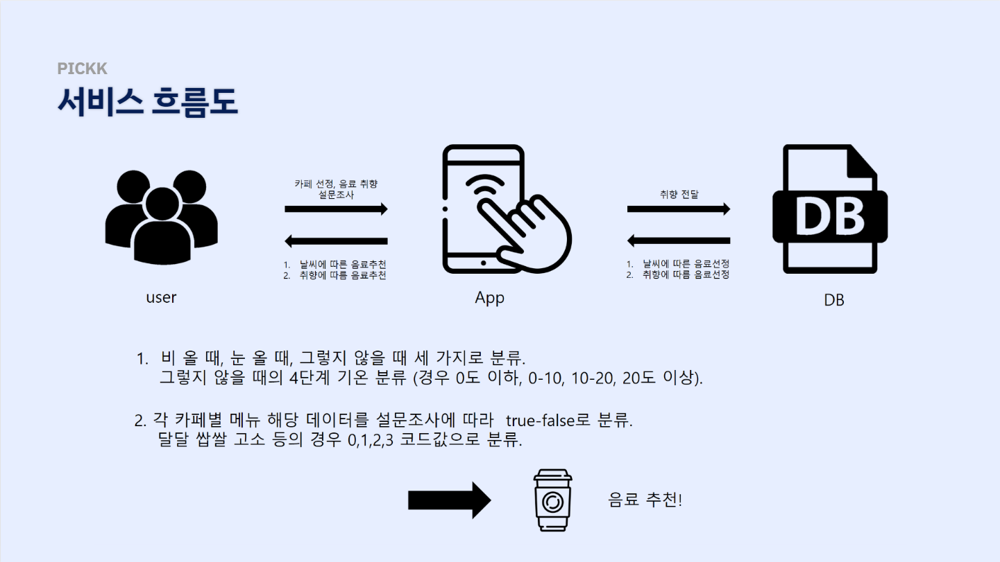 PICKK
서비스 흐름도
카페 선정, 음료 취향
설문조사
1. 날씨에 따른 음료추천
2. 취향에 따름 음료추천
취향 전달
1. 날씨에 따른 음료선정
2. 취향에 따름 음료선정
DB
user
App
DB
1. 비 올 때, 눈 올 때, 그렇지 않을 때 세 가지로 분류.
그렇지 않을 때의 4단계 기온 분류 (경우 0도 이하, 0-10, 10-20, 20도 이상).
2. 각 카페별 메뉴 해당 데이터를 설문조사에 따라 true-false로 분류.
달달 쌉쌀 고소 등의 경우 0,1,2,3 코드값으로 분류.
음료 추천!